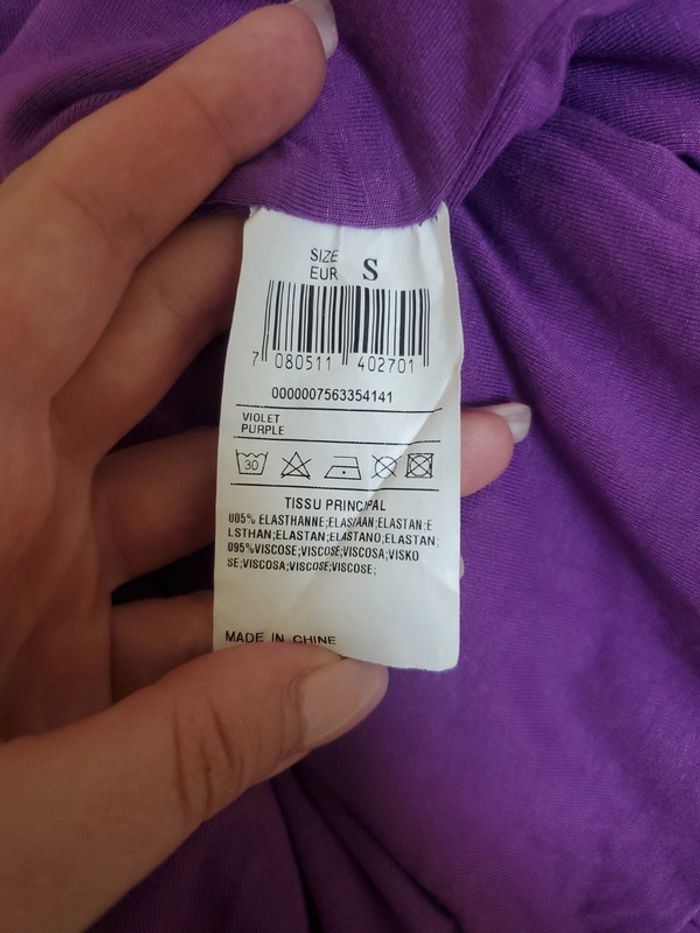 SIZE
EUR S
7 080511 402701
0000007563354141
VIOLET
PURPLE
30
TISSU PRINCIPAL
005% ELASTHANNE;ELASTAAN;ELASTAN:E
LSTHAN;ELASTAN;ELASTANO;ELASTAN;
095%VISCOSE;VISCOSE;VISCOSA;VISKO
SE;VISCOSA;VISCOSE;VISCOSE;
MADE IN CHINE